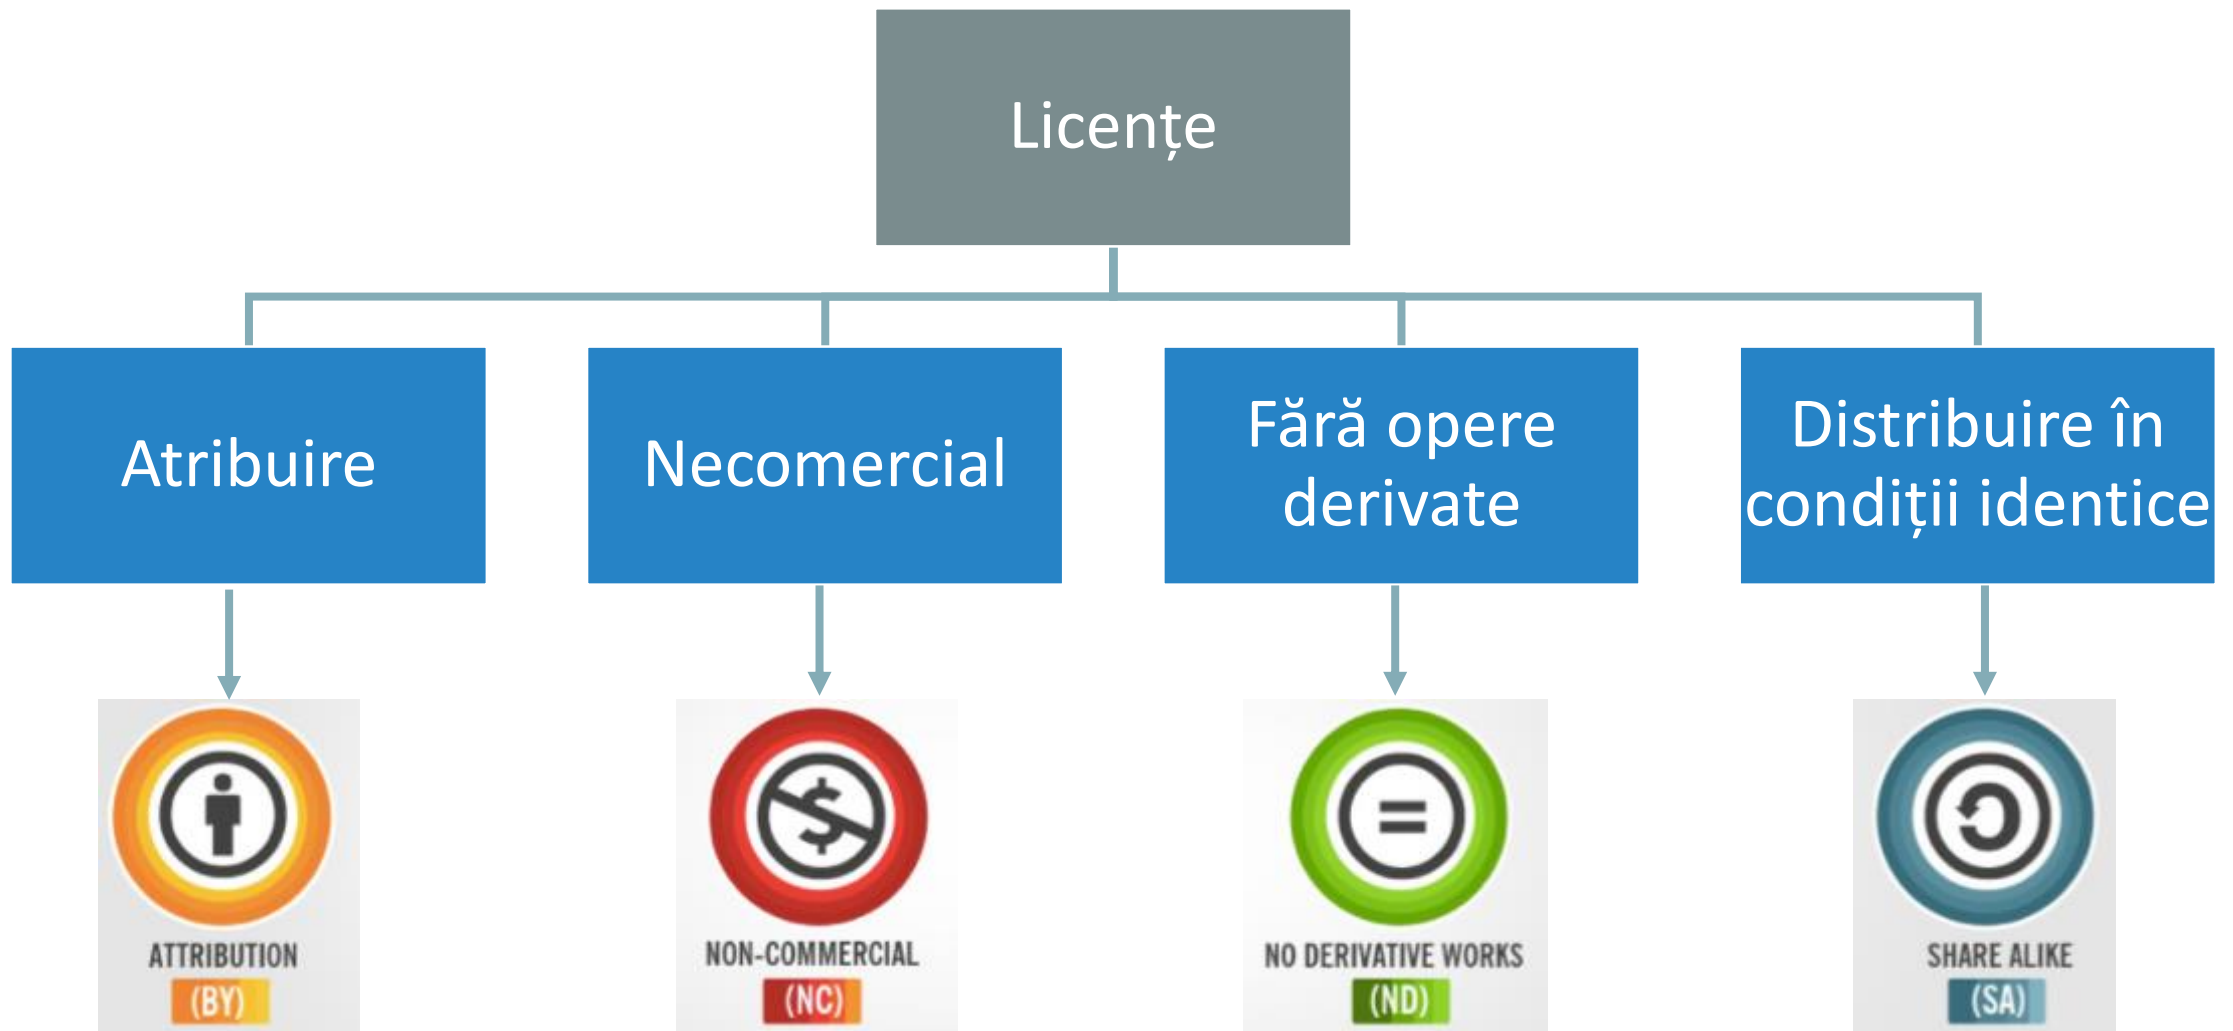 Licențe
Atribuire
Necomercial
Fără opere
derivate
Distribuire în
condiții identice
ATTRIBUTION
(BY)
NON-COMMERCIAL
(NC)
NO DERIVATIVE WORKS
(ND)
SHARE ALIKE
(SA)